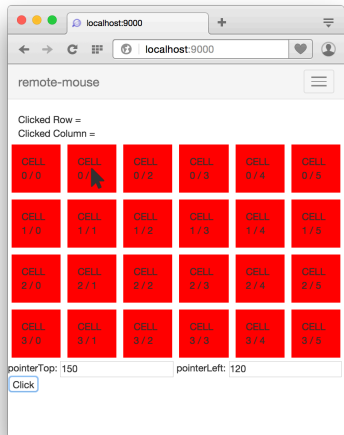 localhost:9000
localhost:9000
remote-mouse
Clicked Row =
Clicked Column =
CELL CELL CELL CELL CELL CELL
0 / 0 0 / 0 / 2 0 / 3 0 / 4 0 / 5
CELL CELL CELL CELL CELL CELL
1 / 0 1 / 1 1 / 2 1 / 3 1 / 4 1 / 5
CELL CELL CELL CELL CELL CELL
2 / 0 2 / 1 2 / 2 2 / 3 2 / 4 2 / 5
CELL CELL CELL CELL CELL CELL
3 / 0 3 / 1 3 / 2 3 / 3 3 / 4 3 / 5
pointerTop: 150 pointerLeft: 120
Click